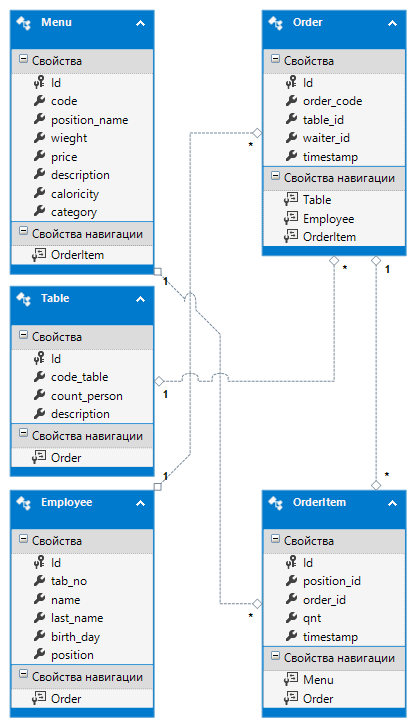 Menu
Свойства
Id
code
position_name
wieght
price
description
caloricity
category
Свойства навигации
OrderItem
1
Table
Свойства
Id
code_table
count_person
description
Свойства навигации
Order
1
Employee
Свойства
Id
tab_no
name
last_name
birth_day
position
Свойства навигации
Order
1
Order
Свойства
Id
order_code
table_id
waiter_id
timestamp
Свойства навигации
Table
Employee
OrderItem
*
*
1
*
OrderItem
Свойства
Id
position_id
order_id
qnt
timestamp
Свойства навигации
Menu
Order
*